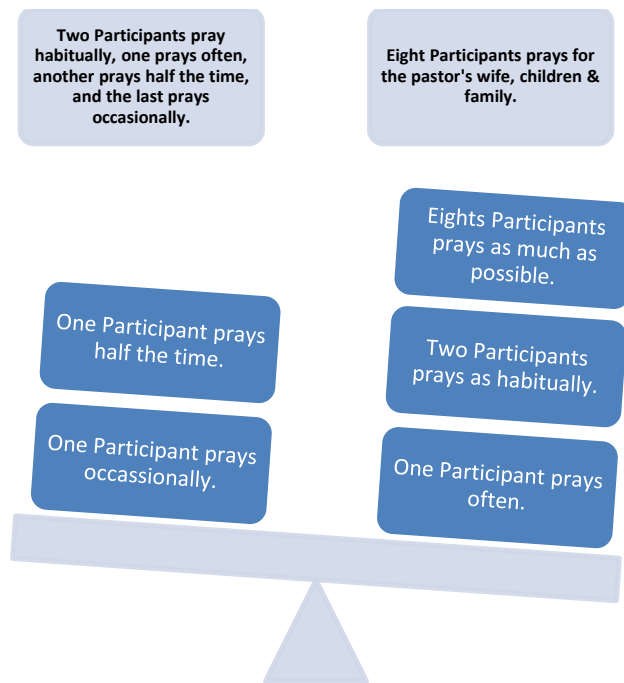 Two Participants pray
habitually, one prays often,
another prays half the time,
and the last prays
occasionally.
Eight Participants prays for
the pastor's wife, children &
family.
One Participant prays
half the time.
One Participant prays
occassionally.
Eights Participants
prays as much as
possible.
Two Participants
prays as habitually.
One Participant prays
often.